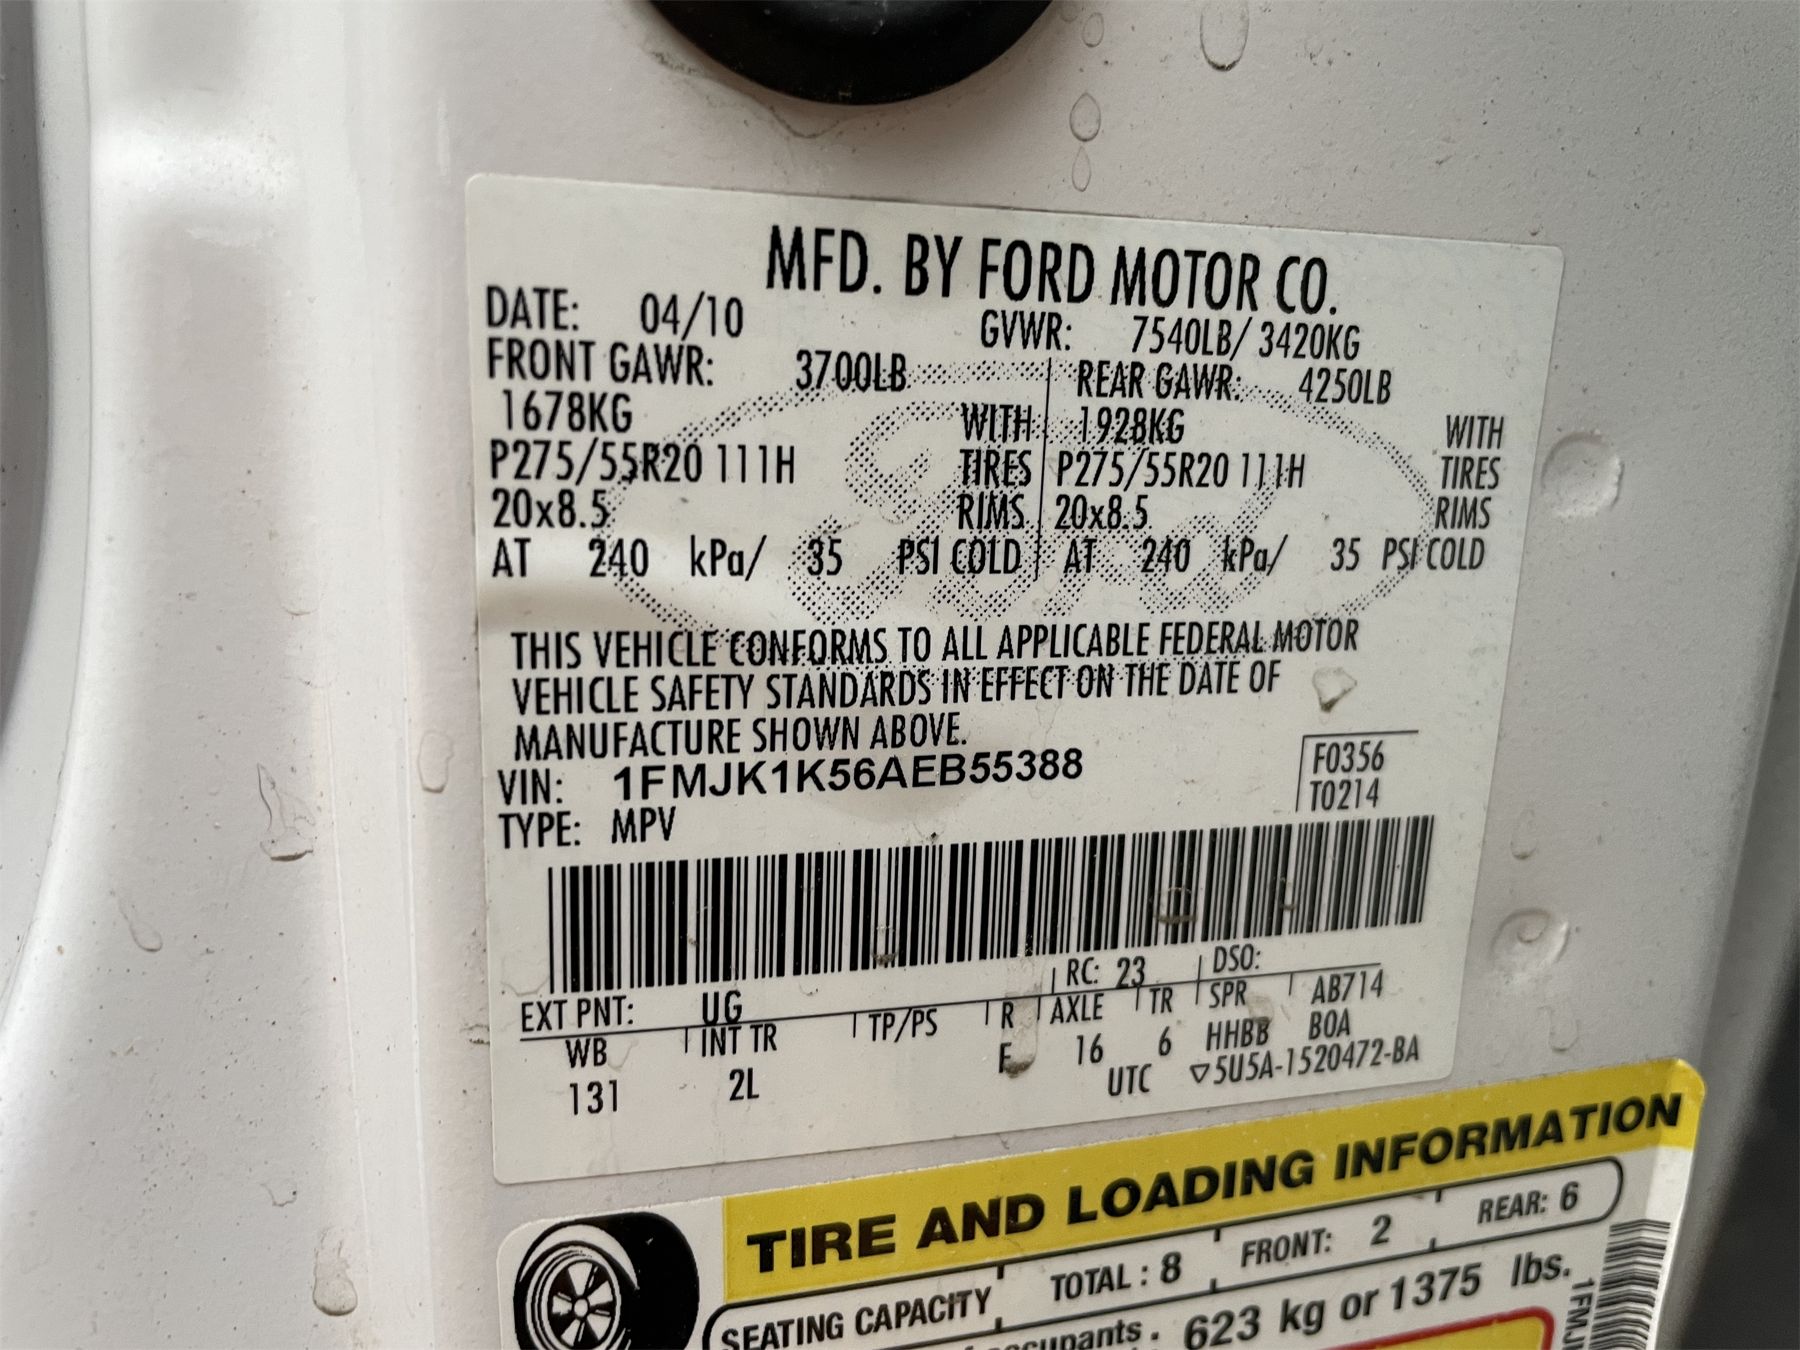 MFD. BY FORD MOTOR CO.
DATE: 04/10 GVWR: 7540LB/ 3420KG
FRONT GAWR: 3700LB REAR GAWR: 4250LB
1678KG WITH 1928KG WITH
P275/55R20 111H TIRES P275/55R20 111H TIRES
20x8.5 RIMS 20x8.5 RIMS
AT 240 kPa/ 35 PSI COLD AT 240 kPa/ 35 PSI COLD
Ford
THIS VEHICLE CONFORMS TO ALL APPLICABLE FEDERAL MOTOR
VEHICLE SAFETY STANDARDS IN EFFECT ON THE DATE OF
MANUFACTURE SHOWN ABOVE.
VIN: 1FMJK1K56AEB55388 F0356
TYPE: MPV T0214
RC: 23 DSO:
EXT PNT: UG AB714
WB INT TR TP/PS R AXLE TR SPR
131 2L F 16 6 HHBB BOA
UTC ▽5U5A-1520472-BA
TIRE AND LOADING INFORMATION
SEATING CAPACITY TOTAL : 8 FRONT: 2 REAR: 6
623 kg or 1375 lbs.